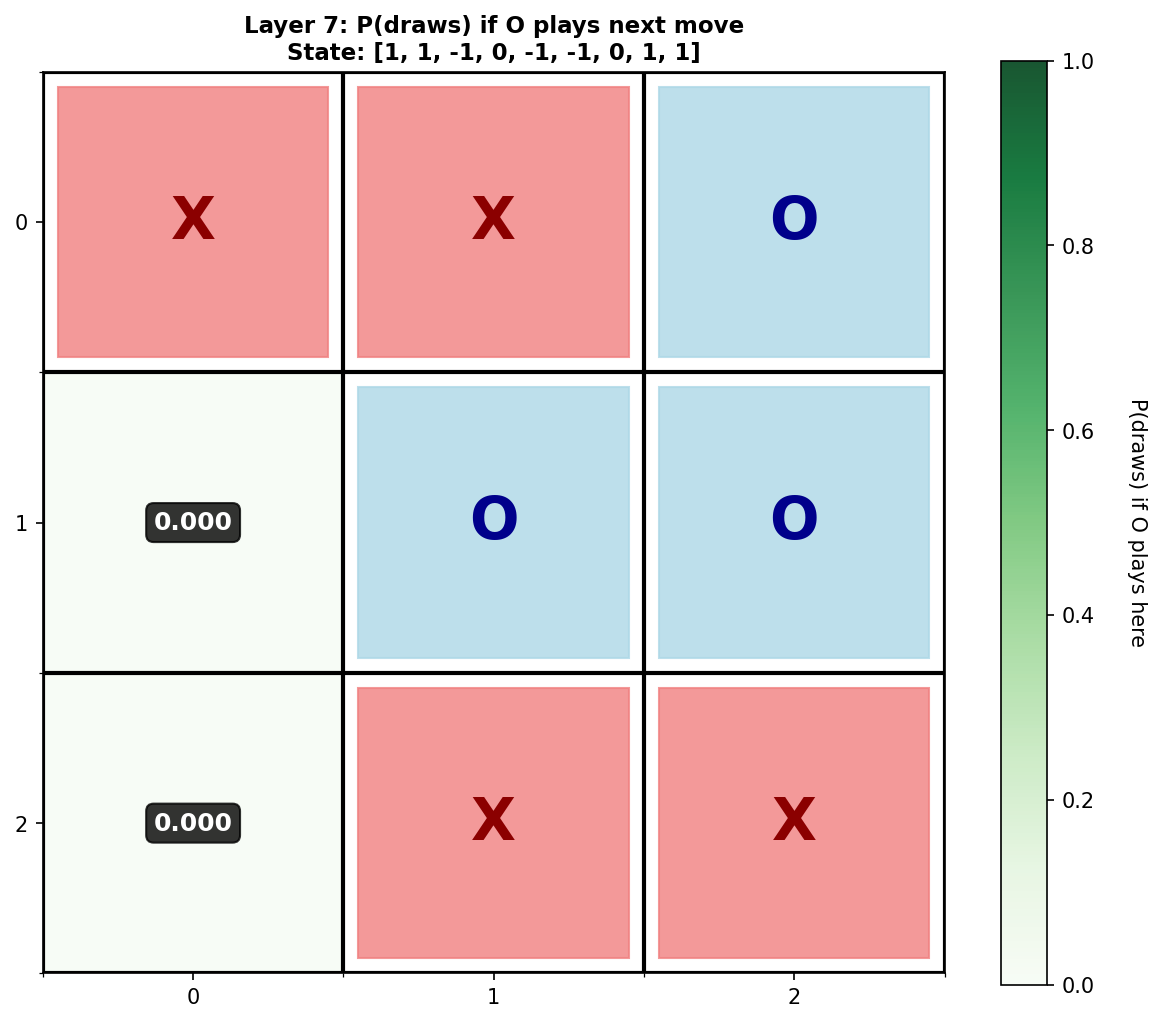 Layer 7: P(draws) if O plays next move
State: [1, 1, -1, 0, -1, -1, 0, 1, 1]
X X O
0.000 O O
0.000 X X
0
1
2
0 1 2
1.0
0.8
0.6
0.4
0.2
0.0
P(draws) if O plays here